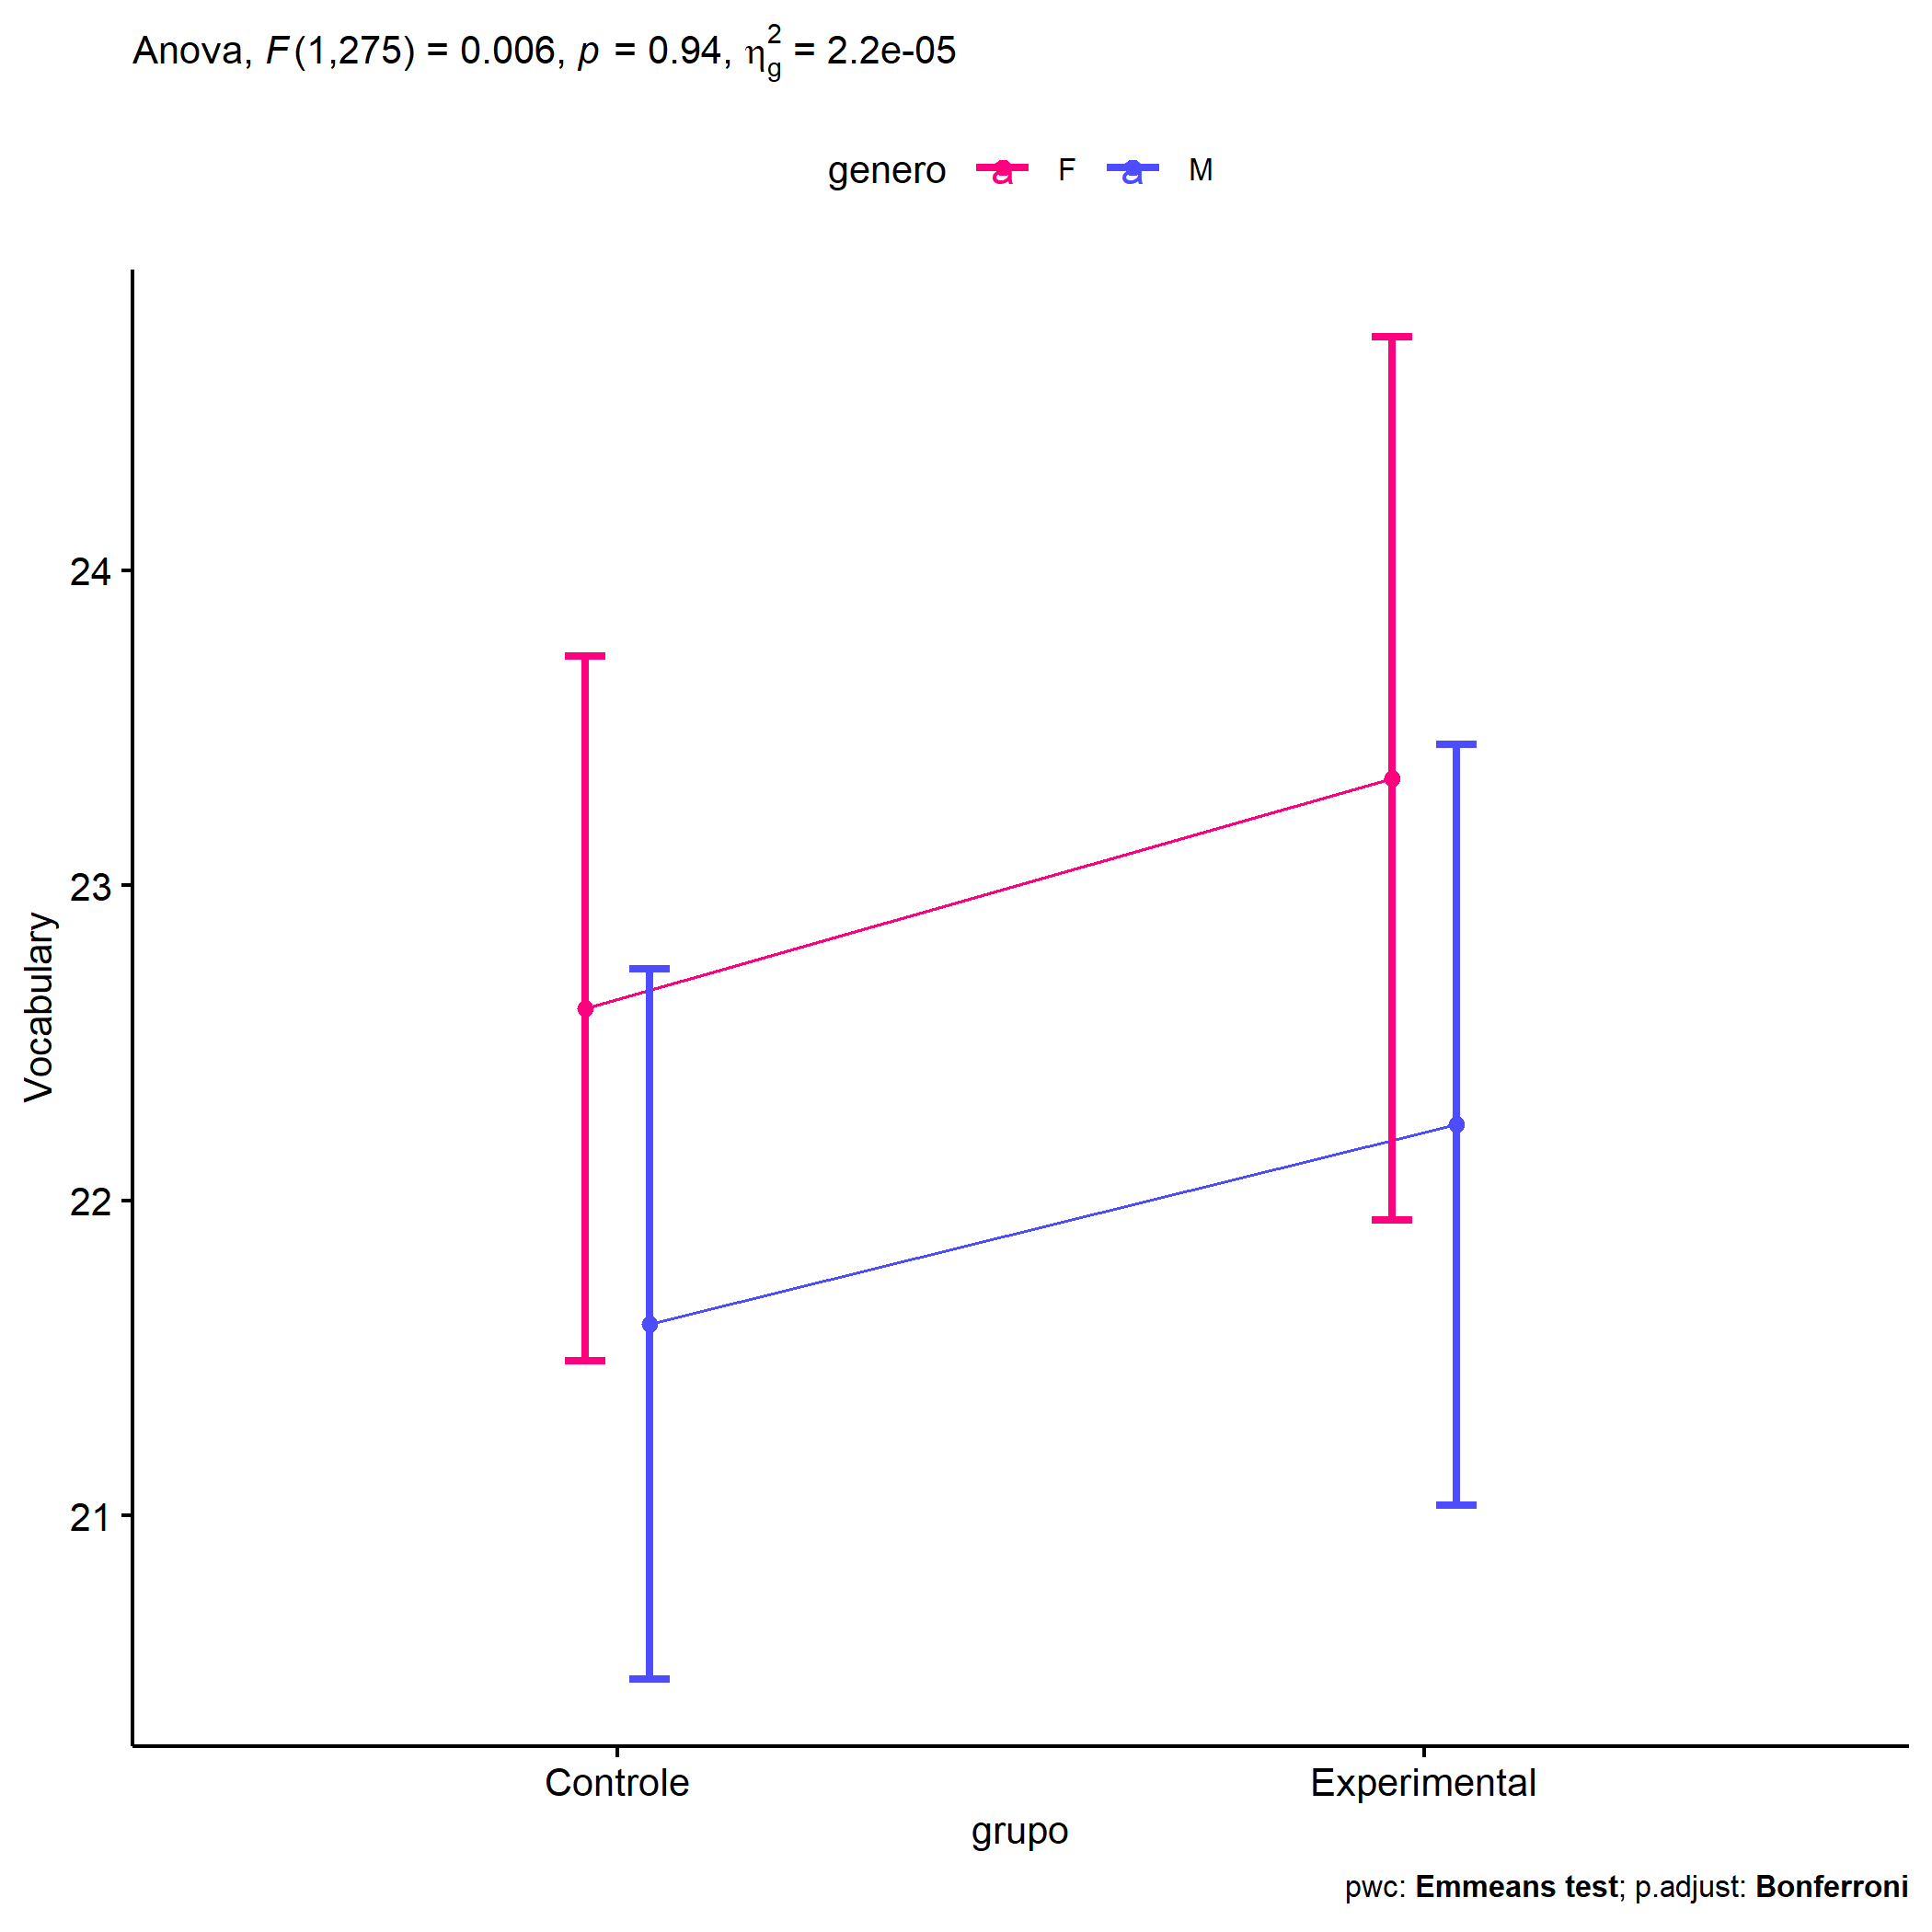 Anova, F(1,275) = 0.006, p = 0.94, η²g = 2.2e-05
genero a F a M
24
23
22
21
Vocabulary
Controle Experimental
grupo
pwc: Emmeans test; p.adjust: Bonferroni